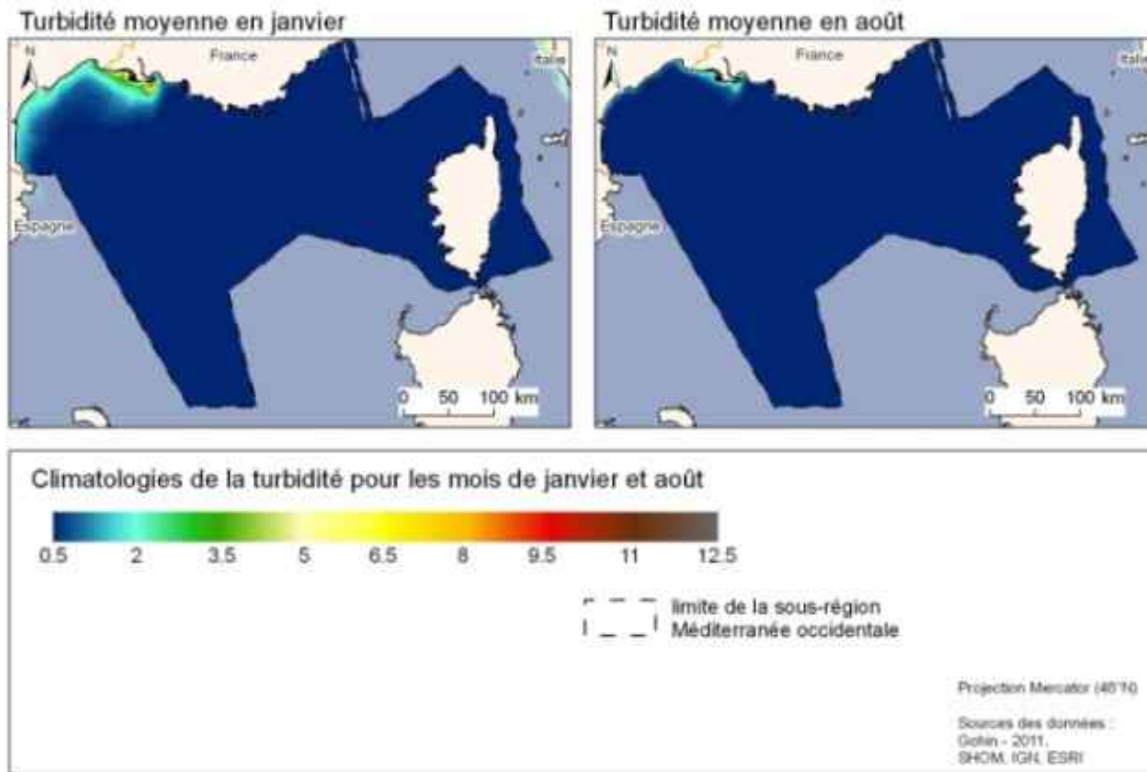 Turbidité moyenne en janvier
N
France
Italie
Espagne
0 50 100 km
Turbidité moyenne en août
N
France
Italie
Espagne
0 50 100 km
Climatologies de la turbidité pour les mois de janvier et août
0.5 2 3.5 5 6.5 8 9.5 11 12.5
limite de la sous-région
Méditerranée occidentale
Projection Mercator
Sources des données :
Gohin - 2011,
SHOM, IGN, ESRI